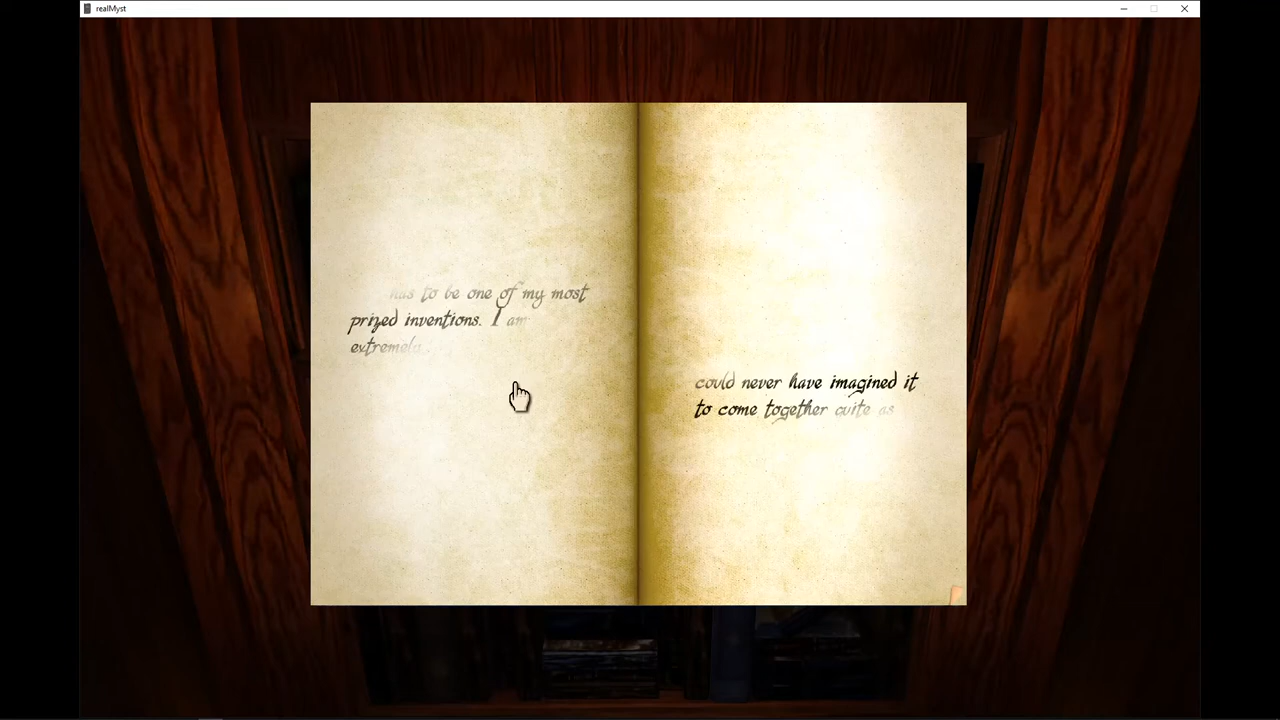 realMyst
has to be one of my most
prized inventions. I am
extremely
could never have imagined it
to come together quite as